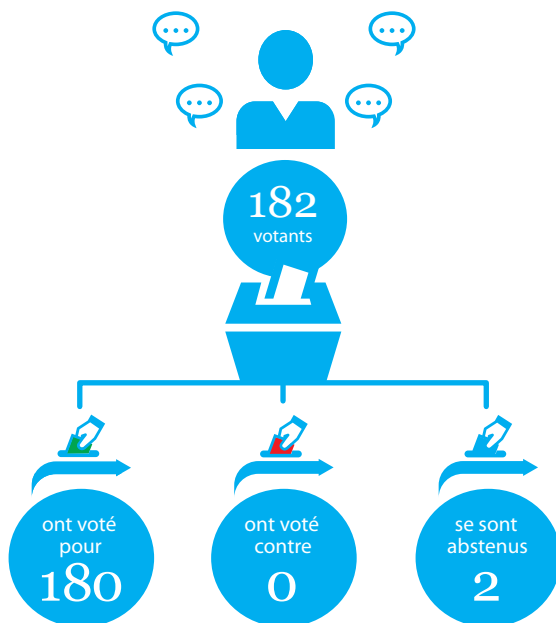 182
votants
ont voté
pour
180
ont voté
contre
0
se sont
abstenus
2